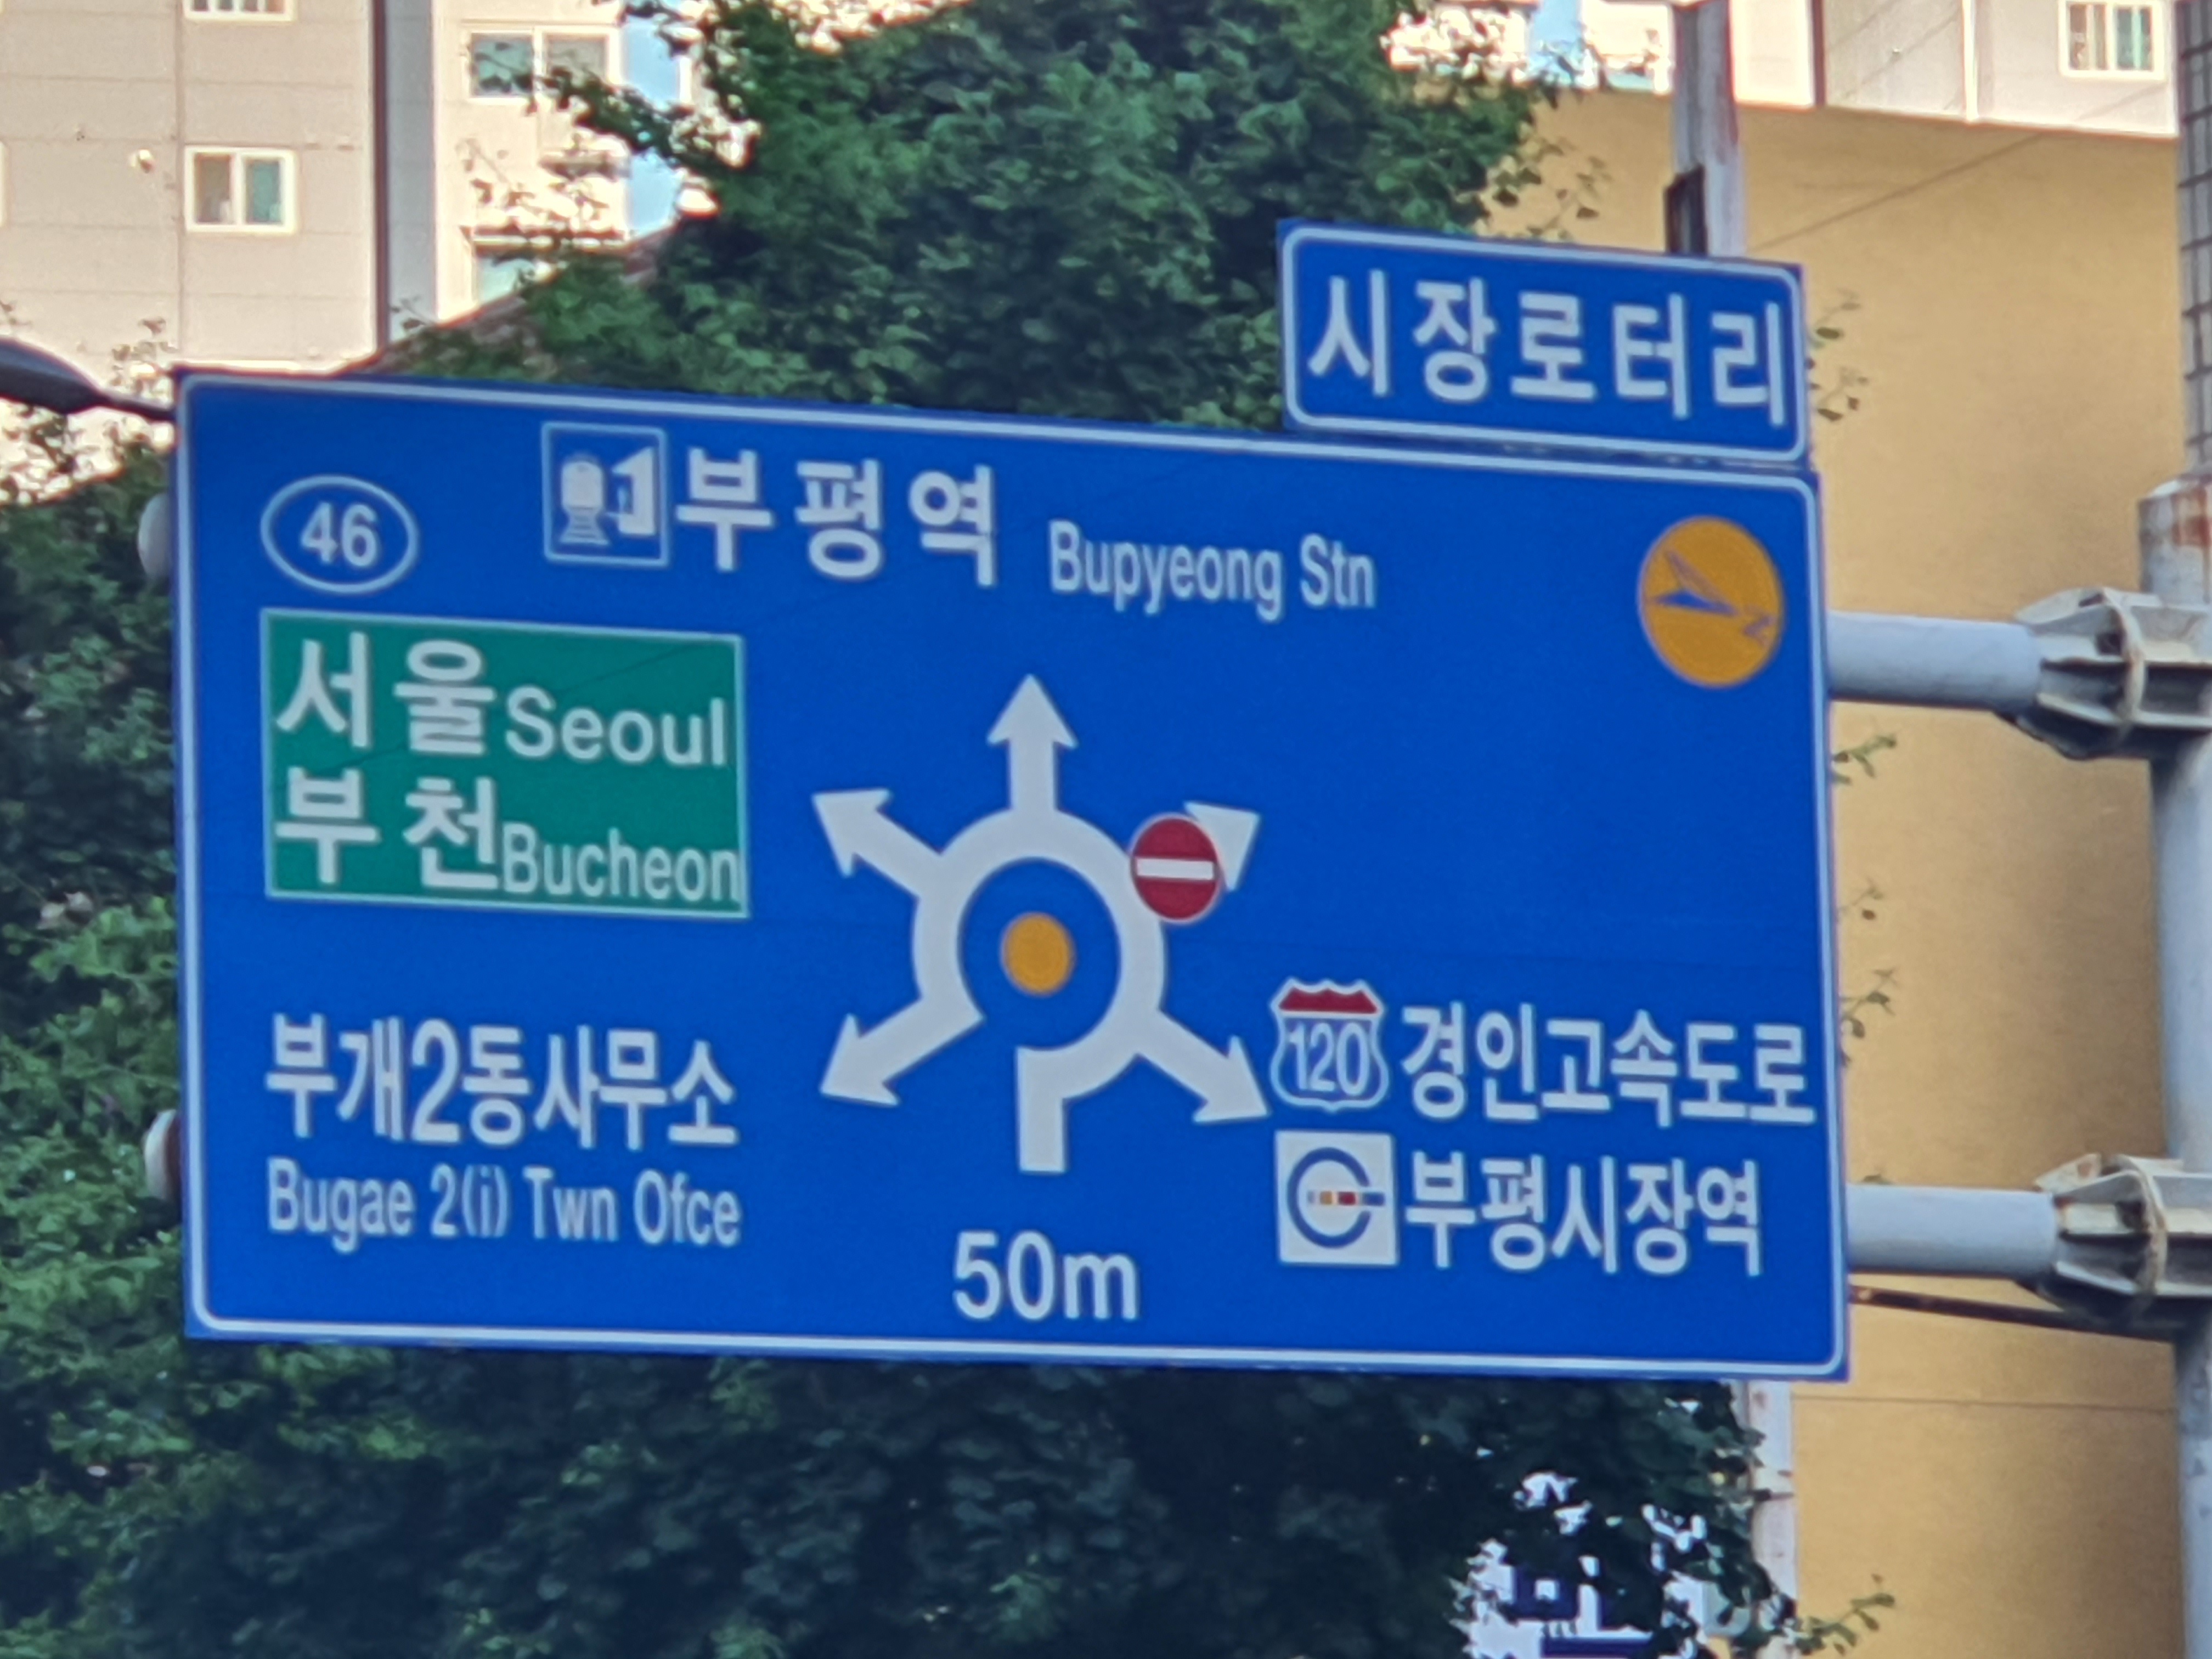 시장로터리
부평역 Bupyeong Stn
46
서울 Seoul
부천 Bucheon
120 경인고속도로
부개2동사무소
Bugae 2(i) Twn Ofce
부평시장역
50m